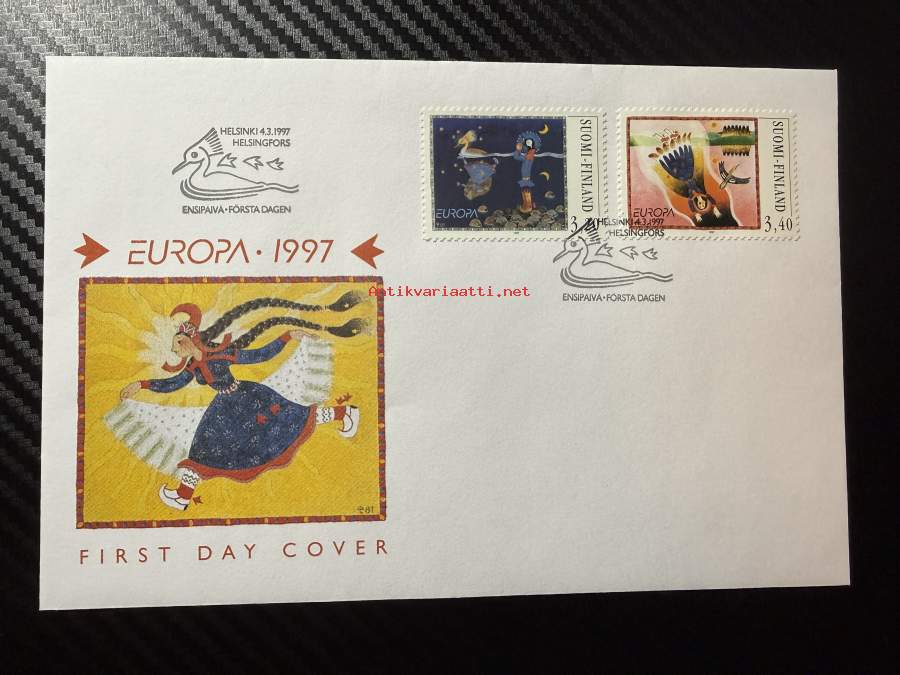 HELSINKI 4.3.1997
HELSINGFORS
ENSIPÄIVÄ • FÖRSTA DAGEN
EUROPA • 1997
EUROPA
SUOMI-FINLAND
EUROPA
SUOMI-FINLAND
3,40
HELSINKI 4.3.1997
HELSINGFORS
ENSIPÄIVÄ • FÖRSTA DAGEN
Antikvariaatti.net
FIRST DAY COVER